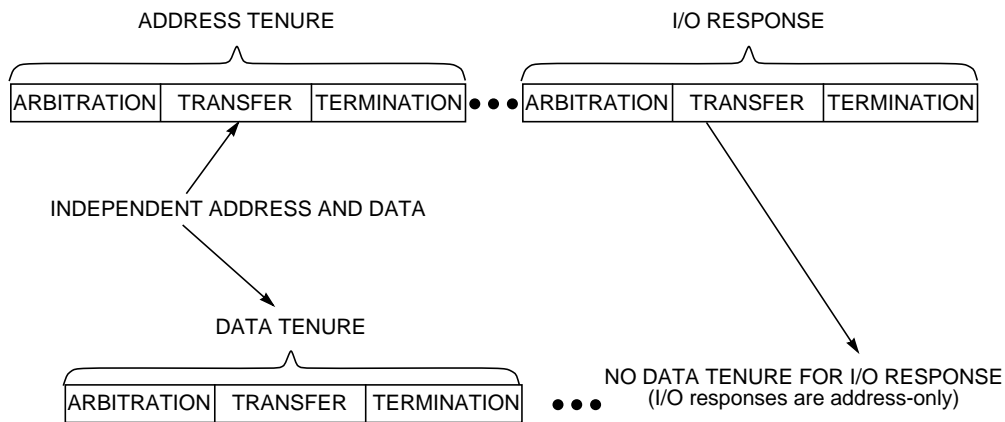 ADDRESS TENURE
I/O RESPONSE
ARBITRATION TRANSFER TERMINATION ●●● ARBITRATION TRANSFER TERMINATION
INDEPENDENT ADDRESS AND DATA
DATA TENURE
NO DATA TENURE FOR I/O RESPONSE
(I/O responses are address-only)
ARBITRATION TRANSFER TERMINATION ●●●